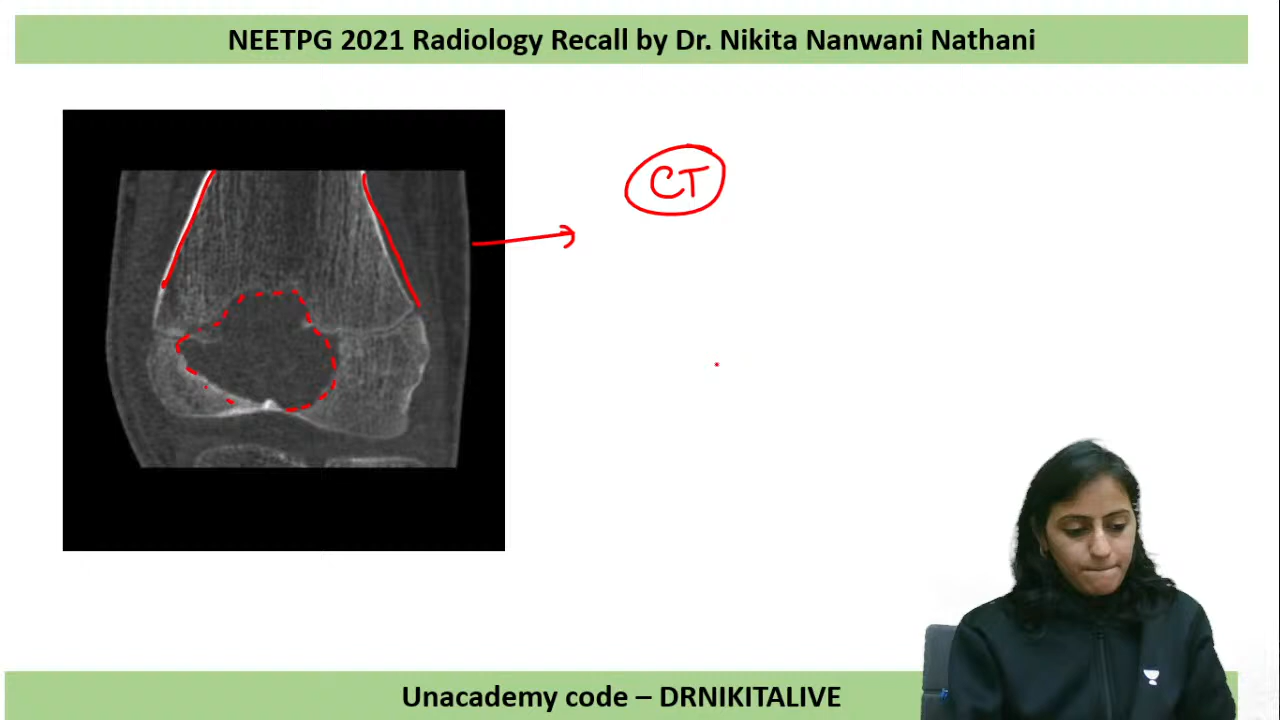 NEETPG 2021 Radiology Recall by Dr. Nikita Nanwani Nathani
CT
Unacademy code – DRNIKITALIVE